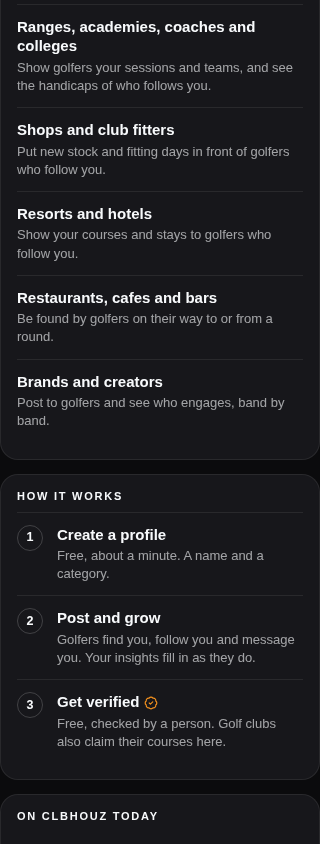 Ranges, academies, coaches and
colleges
Show golfers your sessions and teams, and see
the handicaps of who follows you.
Shops and club fitters
Put new stock and fitting days in front of golfers
who follow you.
Resorts and hotels
Show your courses and stays to golfers who
follow you.
Restaurants, cafes and bars
Be found by golfers on their way to or from a
round.
Brands and creators
Post to golfers and see who engages, band by
band.
HOW IT WORKS
1 Create a profile
Free, about a minute. A name and a
category.
2 Post and grow
Golfers find you, follow you and message
you. Your insights fill in as they do.
3 Get verified
Free, checked by a person. Golf clubs
also claim their courses here.
ON CLBHOUZ TODAY